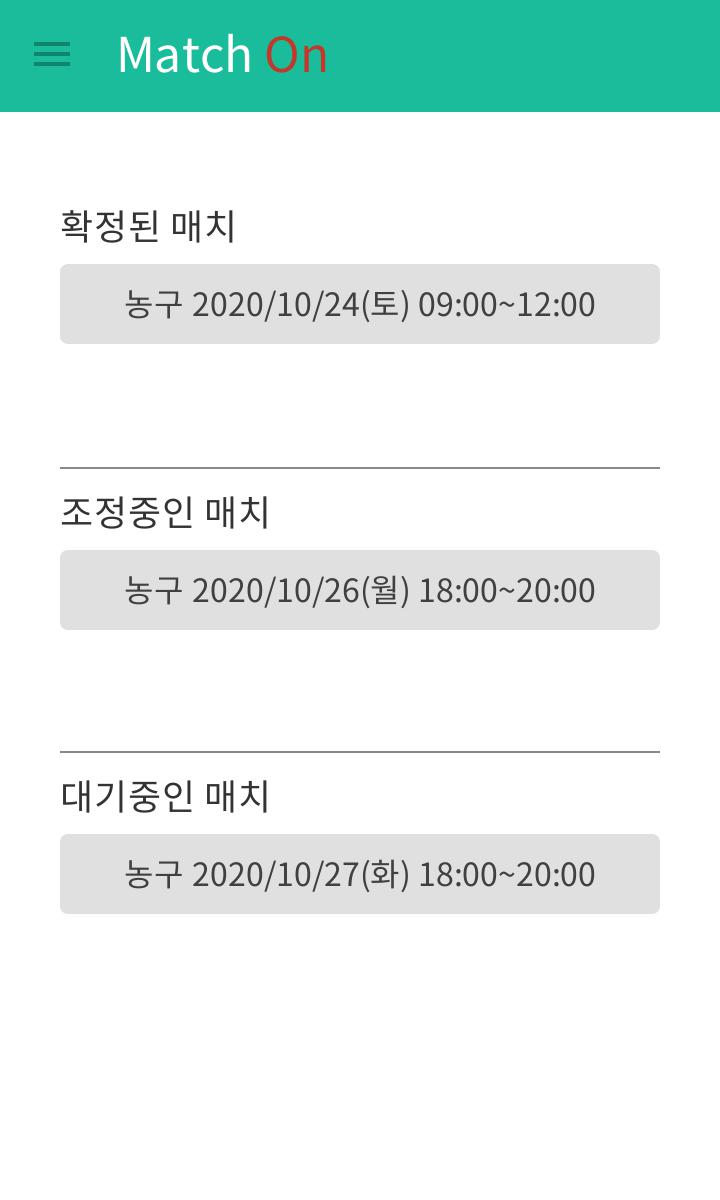 Match On
확정된 매치
농구 2020/10/24(토) 09:00~12:00
조정중인 매치
농구 2020/10/26(월) 18:00~20:00
대기중인 매치
농구 2020/10/27(화) 18:00~20:00